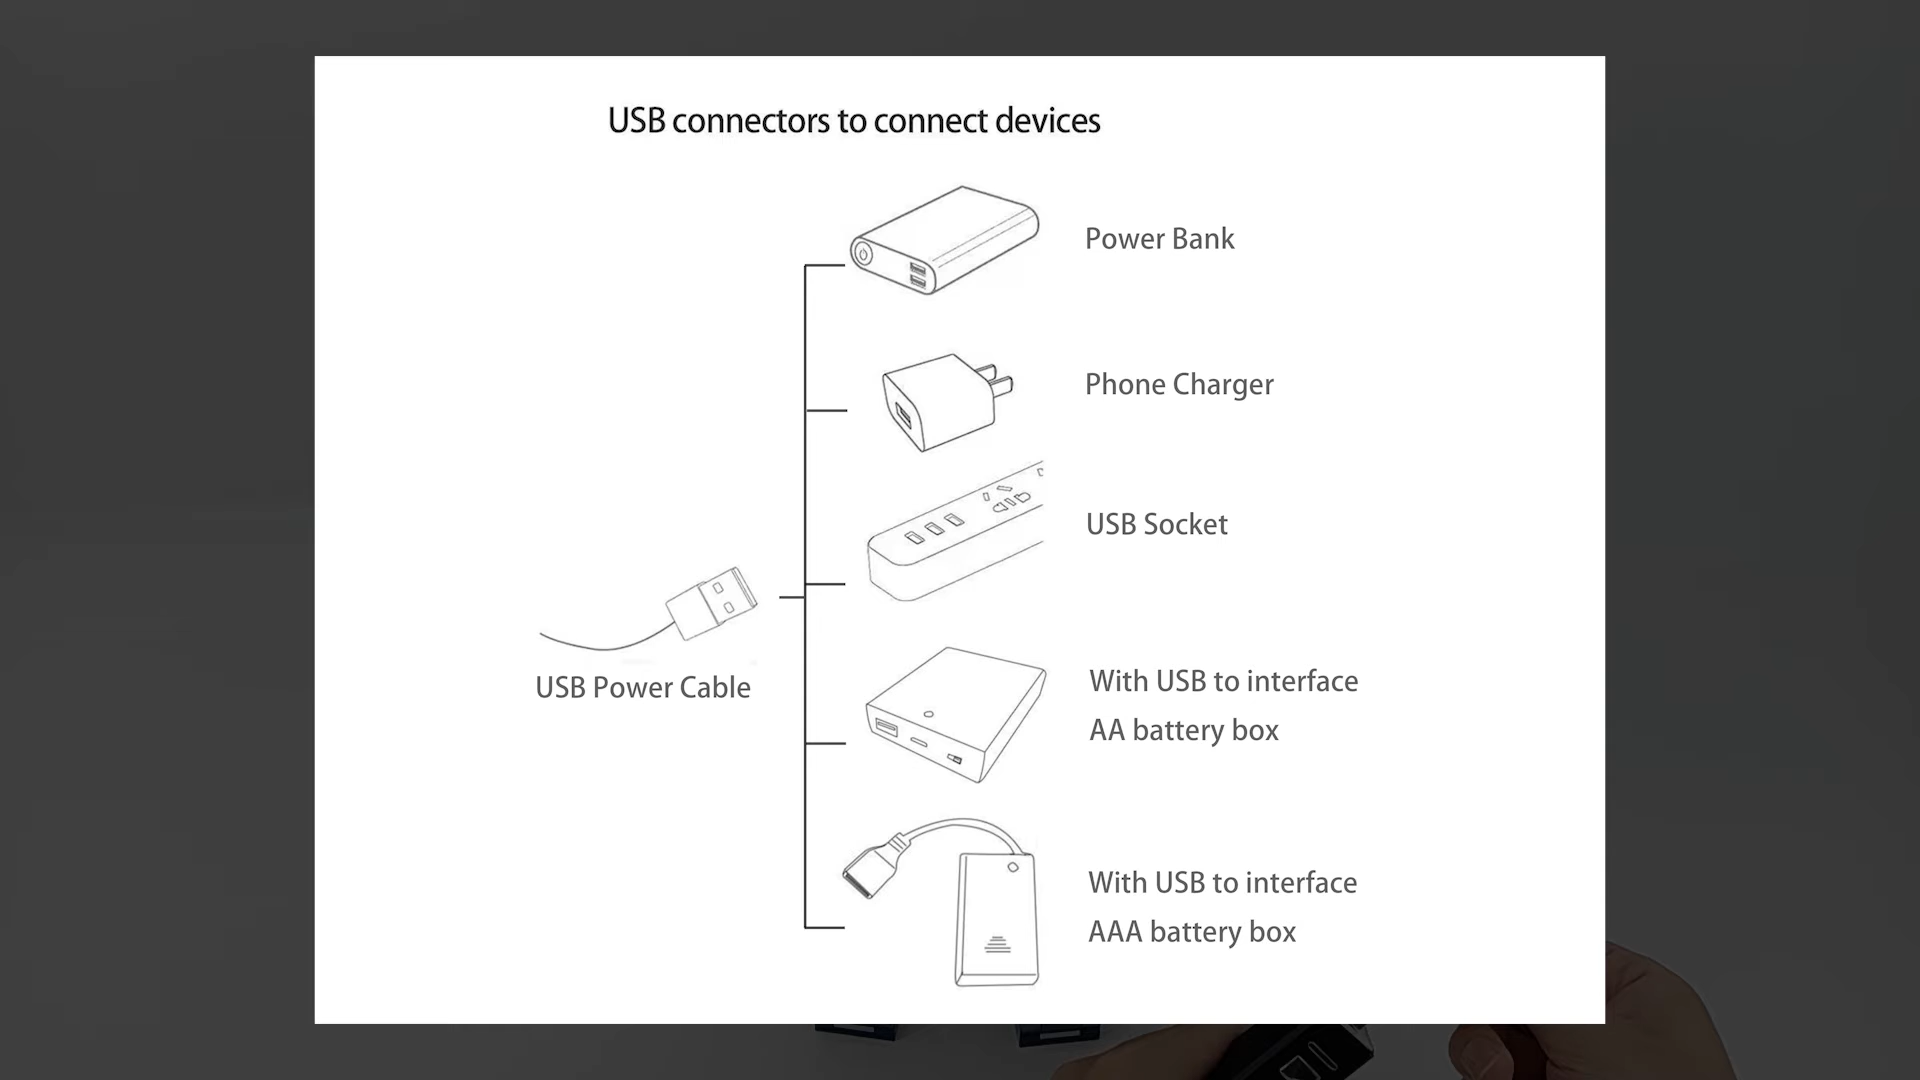 USB connectors to connect devices
Power Bank
Phone Charger
USB Socket
USB Power Cable
With USB to interface
AA battery box
With USB to interface
AAA battery box